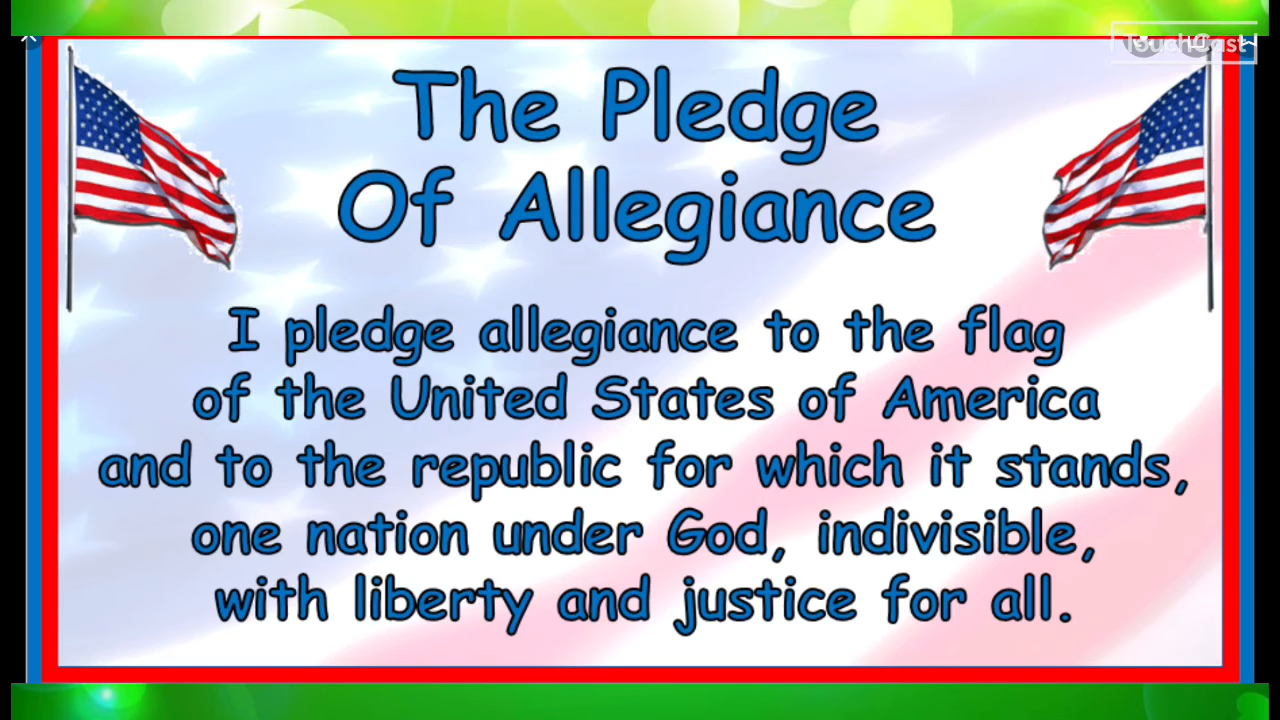 TouchCast
The Pledge
Of Allegiance
I pledge allegiance to the flag
of the United States of America
and to the republic for which it stands,
one nation under God, indivisible,
with liberty and justice for all.